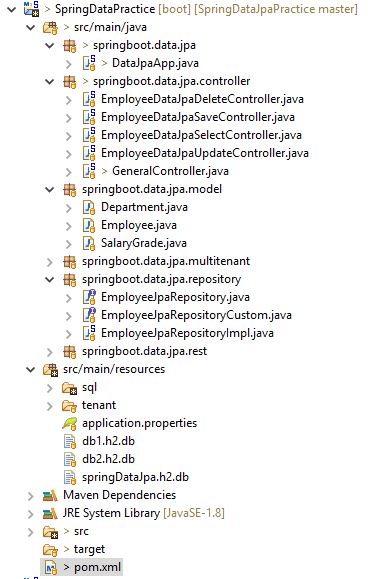 > SpringDataPractice [boot] [SpringDataJpaPractice master]
> src/main/java
> springboot.data.jpa
> DataJpaApp.java
> springboot.data.jpa.controller
EmployeeDataJpaDeleteController.java
EmployeeDataJpaSaveController.java
EmployeeDataJpaSelectController.java
EmployeeDataJpaUpdateController.java
> GeneralController.java
springboot.data.jpa.model
Department.java
Employee.java
SalaryGrade.java
springboot.data.jpa.multitenant
springboot.data.jpa.repository
EmployeeJpaRepository.java
EmployeeJpaRepositoryCustom.java
EmployeeJpaRepositoryImpl.java
springboot.data.jpa.rest
src/main/resources
sql
tenant
application.properties
db1.h2.db
db2.h2.db
springDataJpa.h2.db
Maven Dependencies
JRE System Library [JavaSE-1.8]
> src
> target
> pom.xml